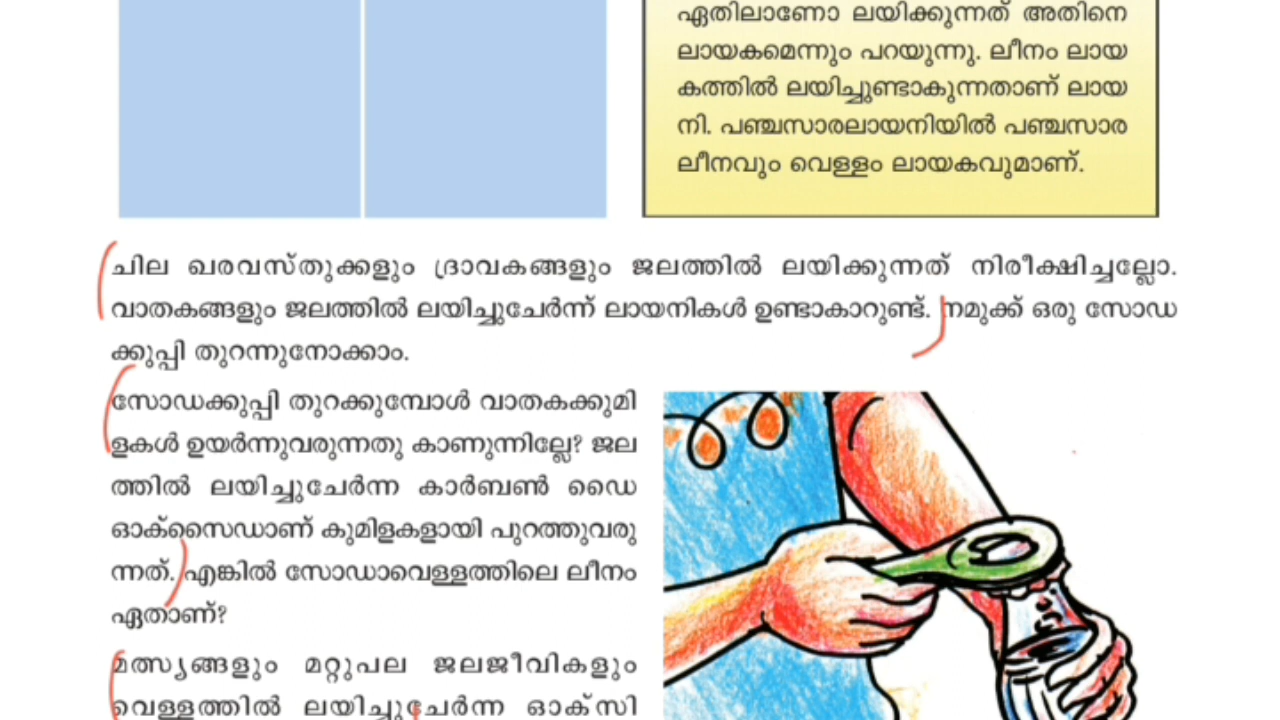 ഏതിലാണോ ലയിക്കുന്നത് അതിനെ
ലായകമെന്നും പറയുന്നു. ലീനം ലായ
കത്തിൽ ലയിച്ചുണ്ടാകുന്നതാണ് ലായ
നി. പഞ്ചസാരലായനിയിൽ പഞ്ചസാര
ലീനവും വെള്ളം ലായകവുമാണ്.
ചില ഖരവസ്തുക്കളും ദ്രാവകങ്ങളും ജലത്തിൽ ലയിക്കുന്നത് നിരീക്ഷിച്ചല്ലോ.
വാതകങ്ങളും ജലത്തിൽ ലയിച്ചുചേർന്ന് ലായനികൾ ഉണ്ടാകാറുണ്ട്. നമുക്ക് ഒരു സോഡ
ക്കുപ്പി തുറന്നുനോക്കാം.
സോഡക്കുപ്പി തുറക്കുമ്പോൾ വാതകക്കുമി
ളകൾ ഉയർന്നുവരുന്നതു കാണുന്നില്ലേ? ജല
ത്തിൽ ലയിച്ചുചേർന്ന കാർബൺ ഡൈ
ഓക്സൈഡാണ് കുമിളകളായി പുറത്തുവരു
ന്നത്. എങ്കിൽ സോഡാവെള്ളത്തിലെ ലീനം
ഏതാണ്?
മത്സ്യങ്ങളും മറ്റുപല ജലജീവികളും
വെള്ളത്തിൽ ലയിച്ചുചേർന്ന ഓക്സി